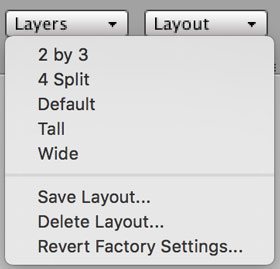 Layers Layout
2 by 3
4 Split
Default
Tall
Wide
Save Layout...
Delete Layout...
Revert Factory Settings...